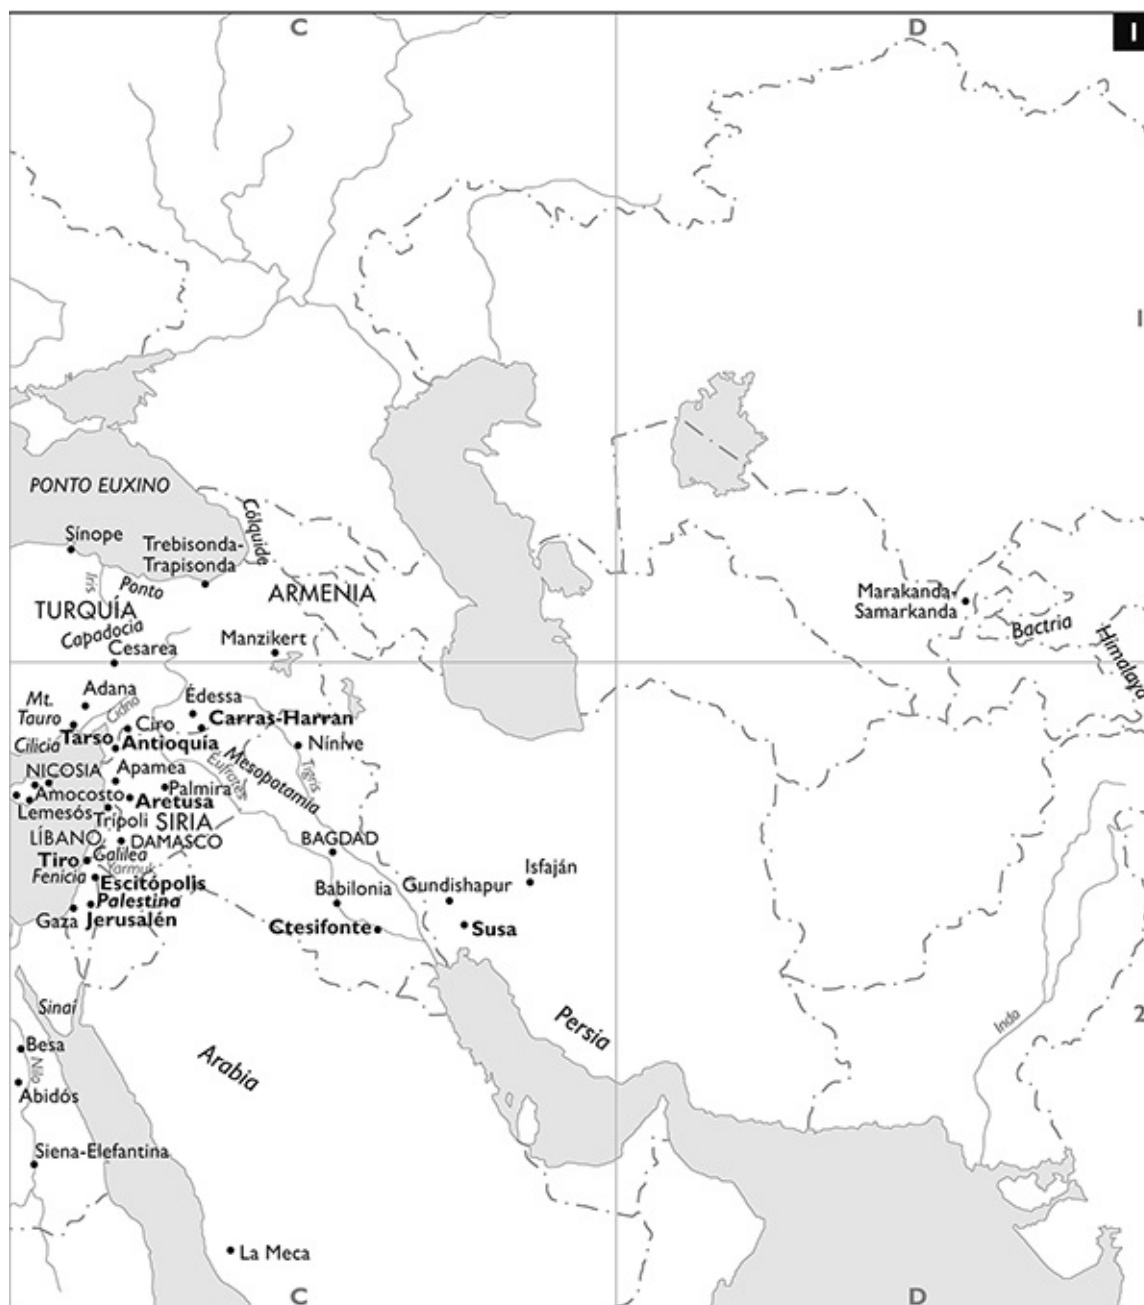 C
D
I
I
PONTO EUXINO
Cólquide
Sínope
Trebisonda-
Trapisonda
Iris
Ponto
TURQUÍA
ARMENIA
Capadocia
Cesarea
Manzikert
Marakanda-
Samarkanda
Bactria
Himalaya
Mt.
Tauro
Adana
Cidno
Édessa
Cilicia
Tarso
Ciro
Carras-Harran
Antioquía
Nínive
NICOSIA
Apamea
Eufrates
Mesopotamia
Tigris
Amocosto
Palmira
Aretusa
Lemesós
Trípoli
SIRIA
LÍBANO
DAMASCO
BAGDAD
Tiro
Galilea
Yarmuk
Fenicia
Escitópolis
Palestina
Gaza
Jerusalén
Babilonia
Gundishapur
Isfaján
Ctesifonte
Susa
Sinaí
Persia
Indo
2
Besa
Nilo
Arabia
Abidós
Siena-Elefantina
La Meca
C
D